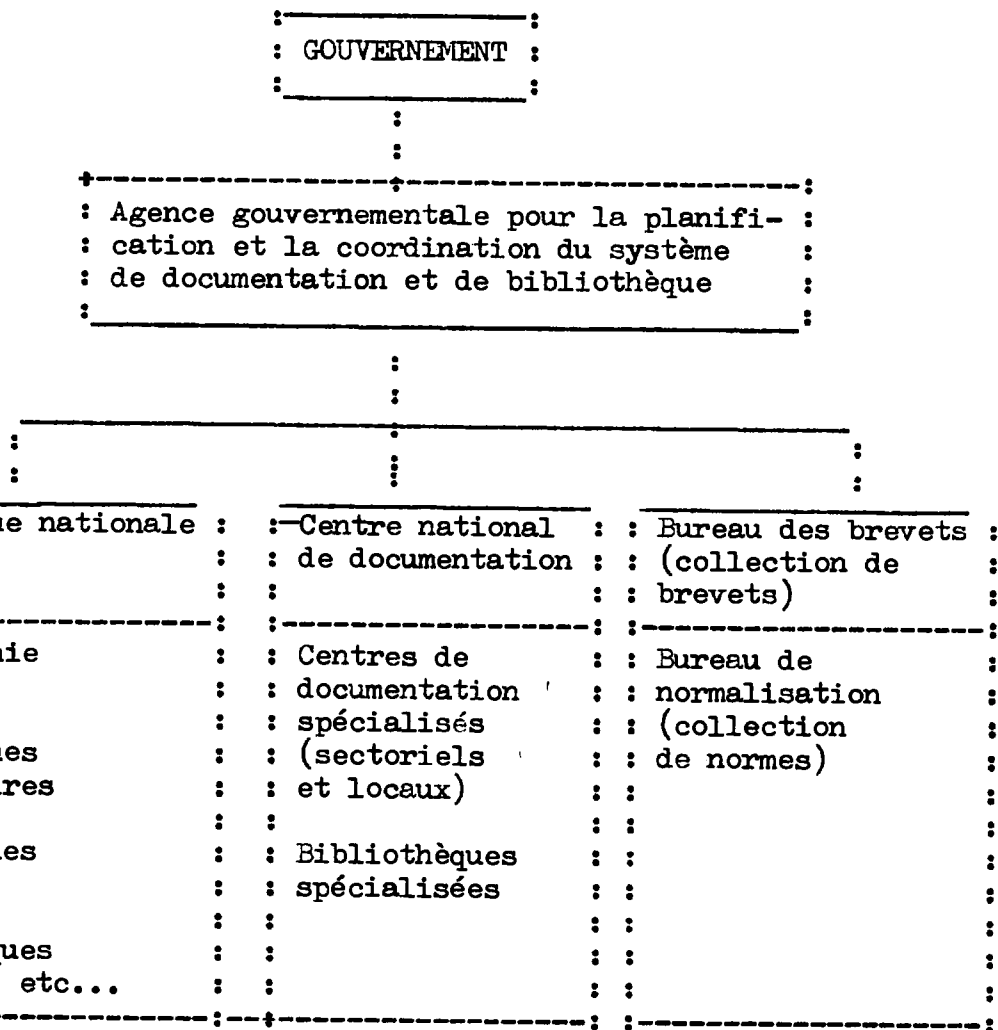 GOUVERNEMENT
Agence gouvernementale pour la planifi-
cation et la coordination du système
de documentation et de bibliothèque
nationale
etc...
Centre national
de documentation
Centres de
documentation
spécialisés
(sectoriels
et locaux)
Bibliothèques
spécialisées
Bureau des brevets
(collection de
brevets)
Bureau de
normalisation
(collection
de normes)